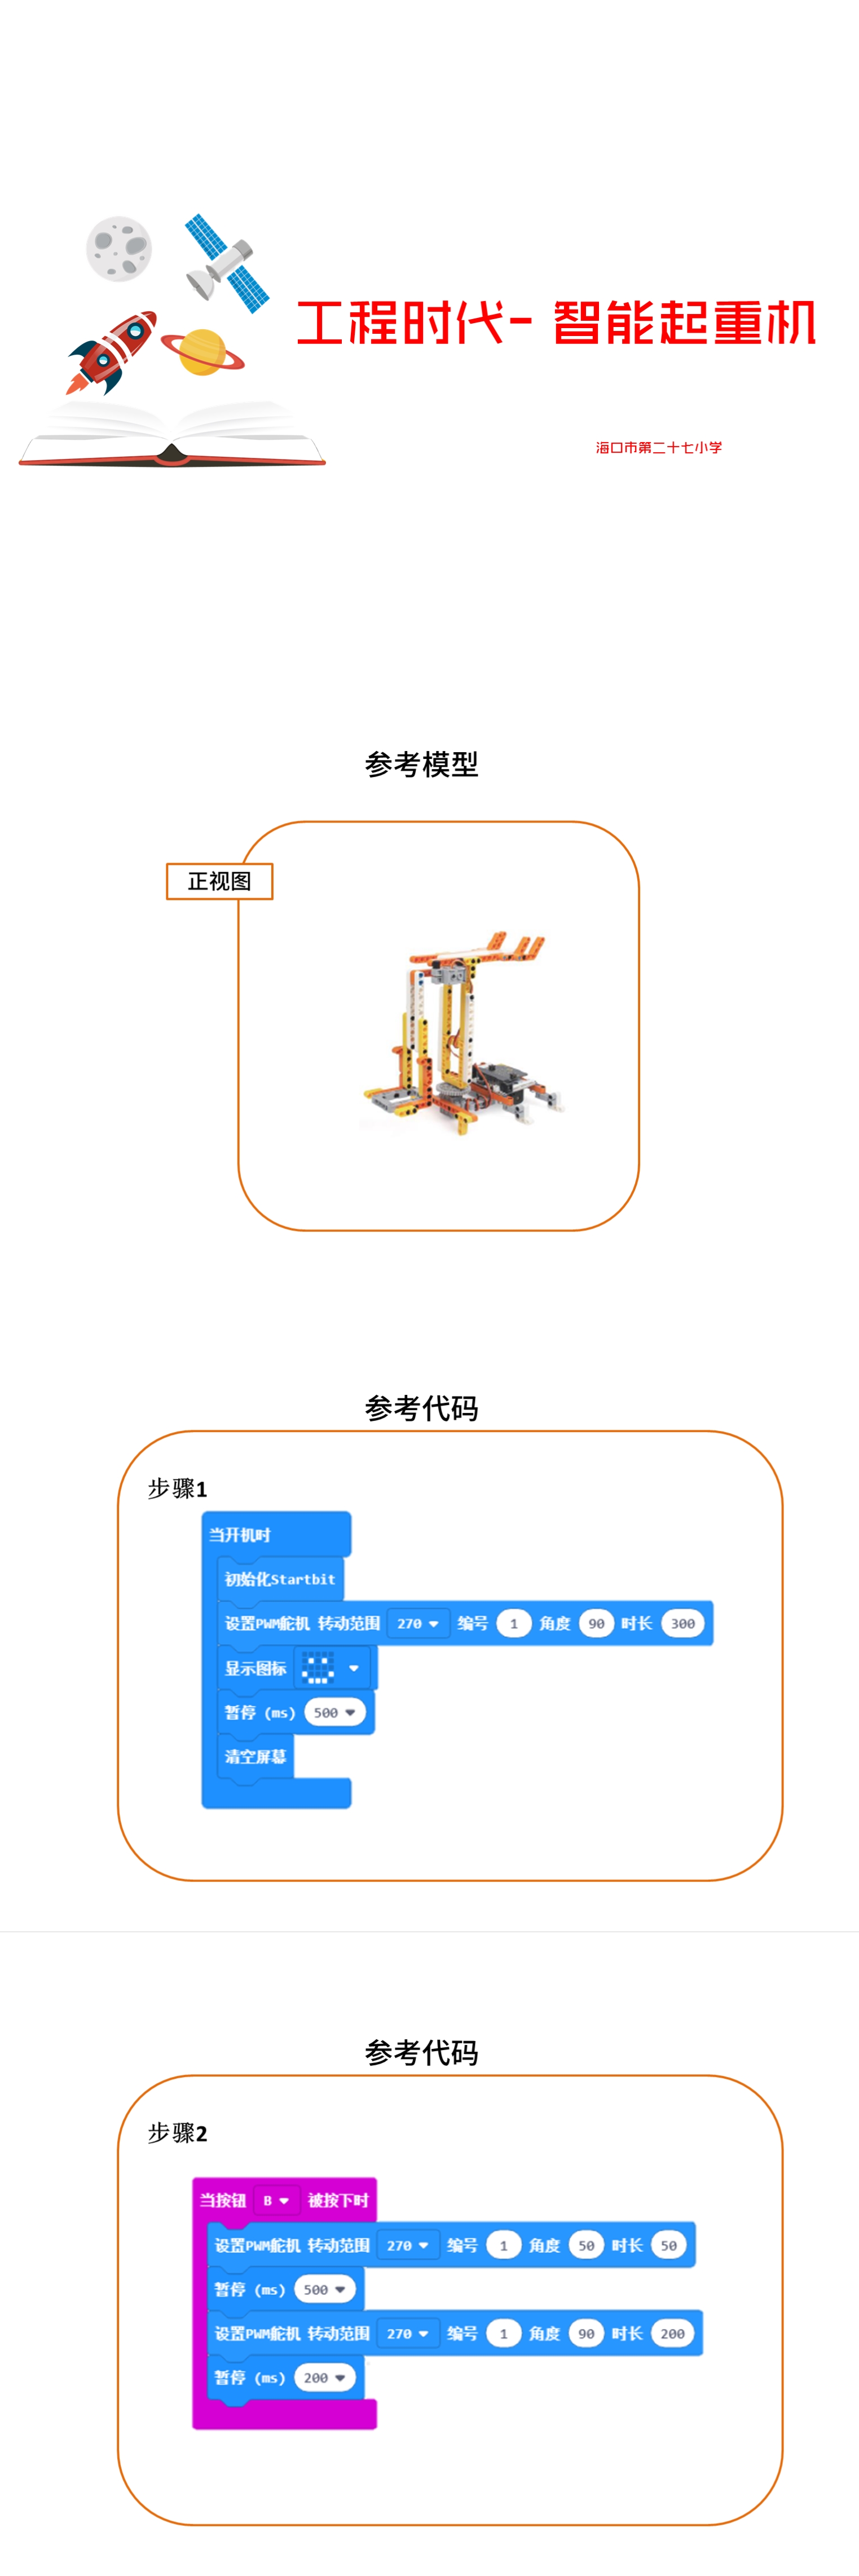 工程时代- 智能起重机
海口市第二十七小学
参考模型
正视图
参考代码
步骤1
当开机时
初始化Startbit
设置PWM舵机 转动范围 270 编号 1 角度 90 时长 300
显示图标
暂停 (ms) 500
清空屏幕
参考代码
步骤2
当按钮 B 被按下时
设置PWM舵机 转动范围 270 编号 1 角度 50 时长 50
暂停 (ms) 500
设置PWM舵机 转动范围 270 编号 1 角度 90 时长 200
暂停 (ms) 200